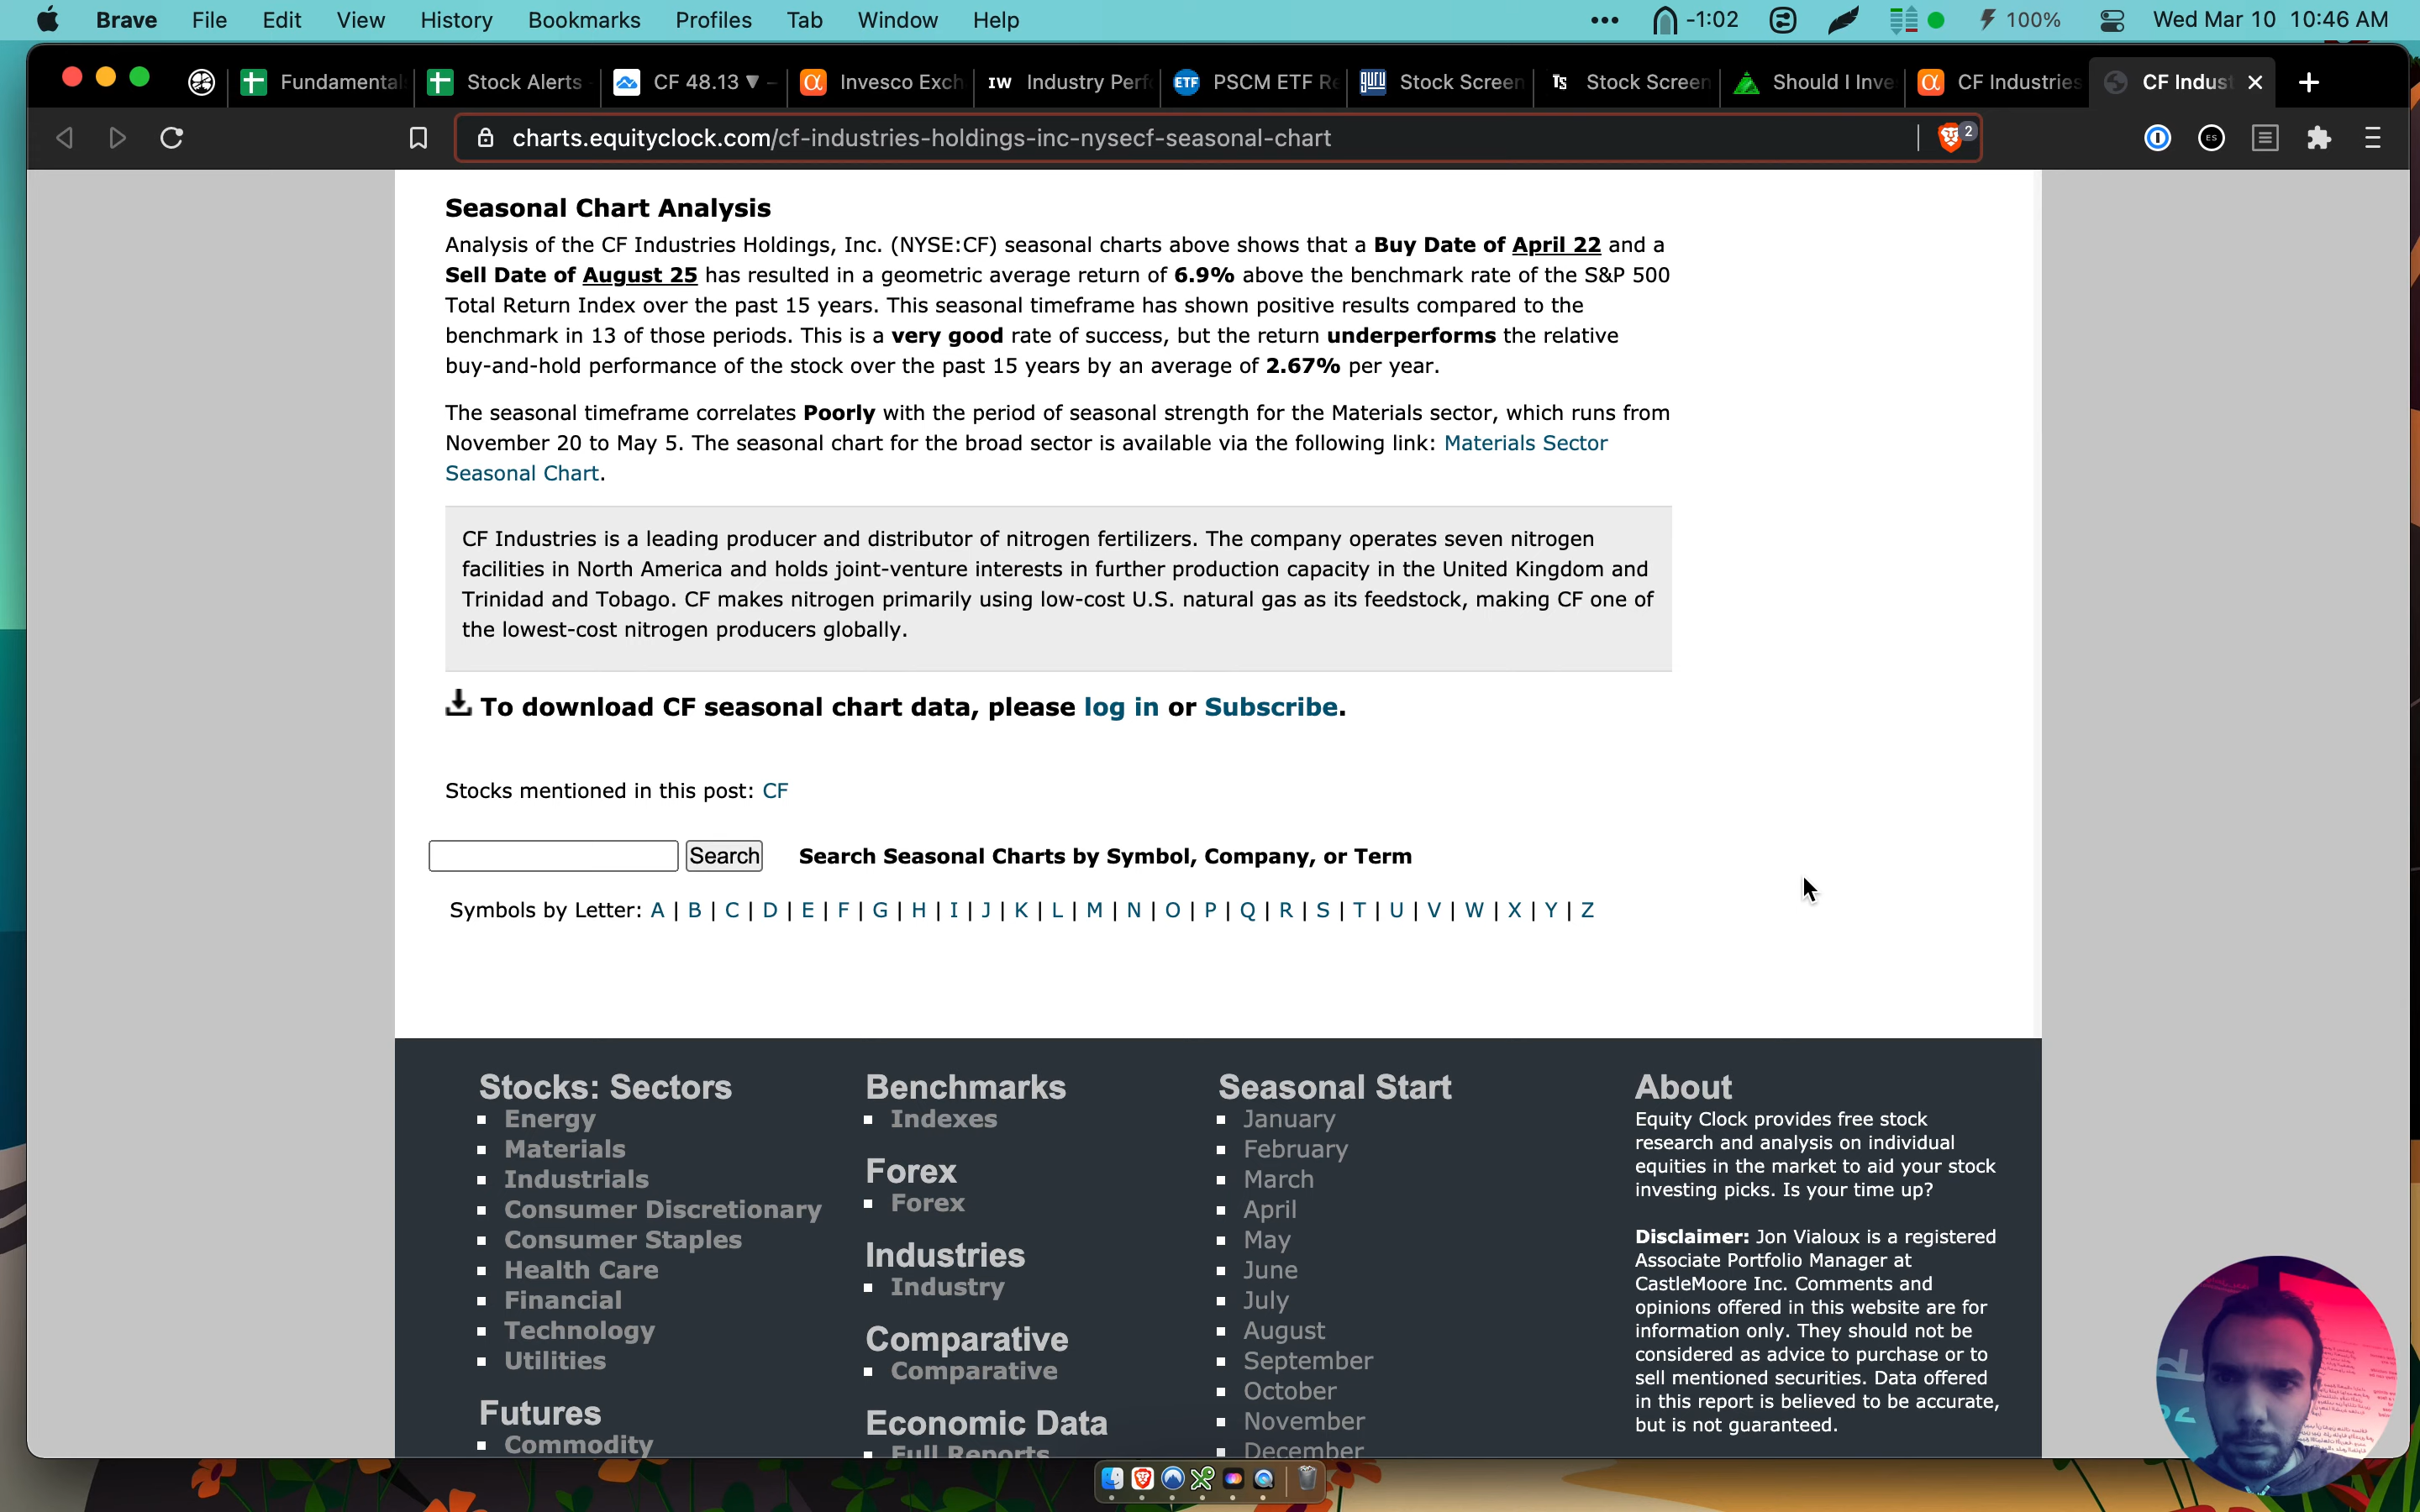 Brave File Edit View History Bookmarks Profiles Tab Window Help ••• -1:02 100% Wed Mar 10 10:46 AM
Fundamental Stock Alerts CF 48.13 ▼ – Invesco Exch IW Industry Perf ETF PSCM ETF Re guru Stock Screen TS Stock Screen Should I Inve CF Industries CF Indust
charts.equityclock.com/cf-industries-holdings-inc-nysecf-seasonal-chart 2 ES
Seasonal Chart Analysis
Analysis of the CF Industries Holdings, Inc. (NYSE:CF) seasonal charts above shows that a Buy Date of April 22 and a
Sell Date of August 25 has resulted in a geometric average return of 6.9% above the benchmark rate of the S&P 500
Total Return Index over the past 15 years. This seasonal timeframe has shown positive results compared to the
benchmark in 13 of those periods. This is a very good rate of success, but the return underperforms the relative
buy-and-hold performance of the stock over the past 15 years by an average of 2.67% per year.
The seasonal timeframe correlates Poorly with the period of seasonal strength for the Materials sector, which runs from
November 20 to May 5. The seasonal chart for the broad sector is available via the following link: Materials Sector
Seasonal Chart.
CF Industries is a leading producer and distributor of nitrogen fertilizers. The company operates seven nitrogen
facilities in North America and holds joint-venture interests in further production capacity in the United Kingdom and
Trinidad and Tobago. CF makes nitrogen primarily using low-cost U.S. natural gas as its feedstock, making CF one of
the lowest-cost nitrogen producers globally.
To download CF seasonal chart data, please log in or Subscribe.
Stocks mentioned in this post: CF
Search Search Seasonal Charts by Symbol, Company, or Term
Symbols by Letter: A | B | C | D | E | F | G | H | I | J | K | L | M | N | O | P | Q | R | S | T | U | V | W | X | Y | Z
Stocks: Sectors
Energy
Materials
Industrials
Consumer Discretionary
Consumer Staples
Health Care
Financial
Technology
Utilities
Futures
Commodity
Benchmarks
Indexes
Forex
Forex
Industries
Industry
Comparative
Comparative
Economic Data
Full Reports
Seasonal Start
January
February
March
April
May
June
July
August
September
October
November
December
About
Equity Clock provides free stock
research and analysis on individual
equities in the market to aid your stock
investing picks. Is your time up?
Disclaimer: Jon Vialoux is a registered
Associate Portfolio Manager at
CastleMoore Inc. Comments and
opinions offered in this website are for
information only. They should not be
considered as advice to purchase or to
sell mentioned securities. Data offered
in this report is believed to be accurate,
but is not guaranteed.